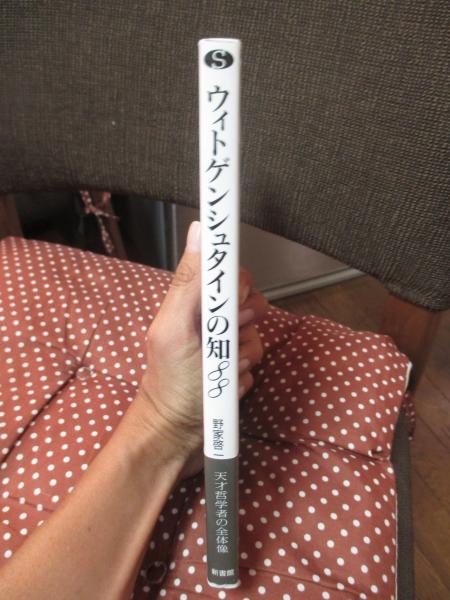 S
ウィトゲンシュタインの知88
野家啓一
天才哲学者の全体像
新書館